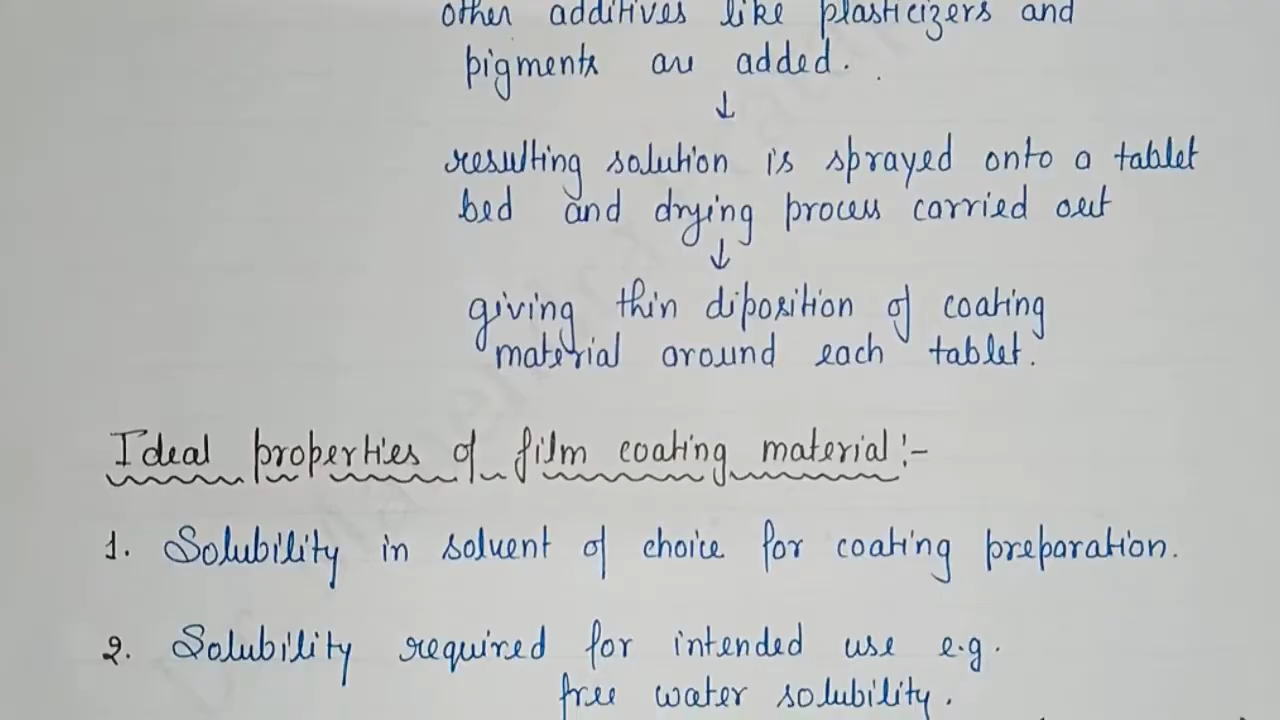 other additives like plasticizers and
pigments are added.
↓
resulting solution is sprayed onto a tablet
bed and drying process carried out
↓
giving thin diposition of coating
material around each tablet.
Ideal properties of film coating material:-
1. Solubility in solvent of choice for coating preparation.
2. Solubility required for intended use e.g.
free water solubility.